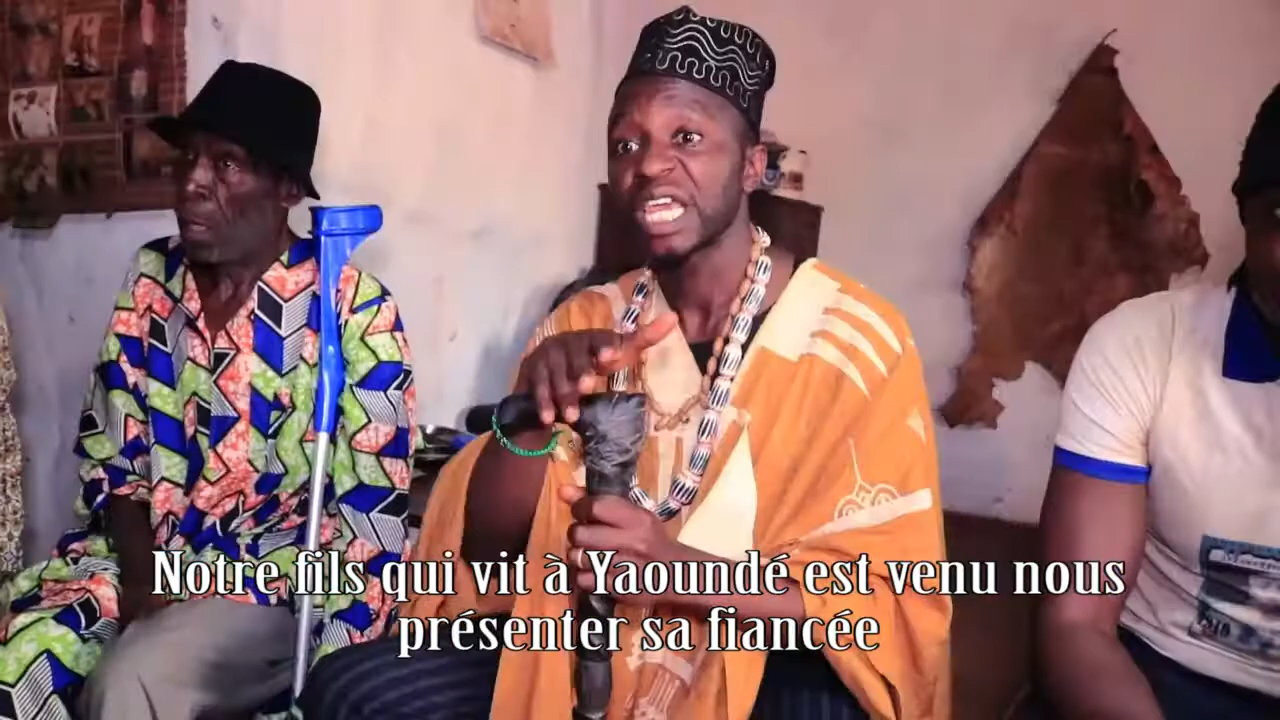 Notre fils qui vit à Yaoundé est venu nous
présenter sa fiancée